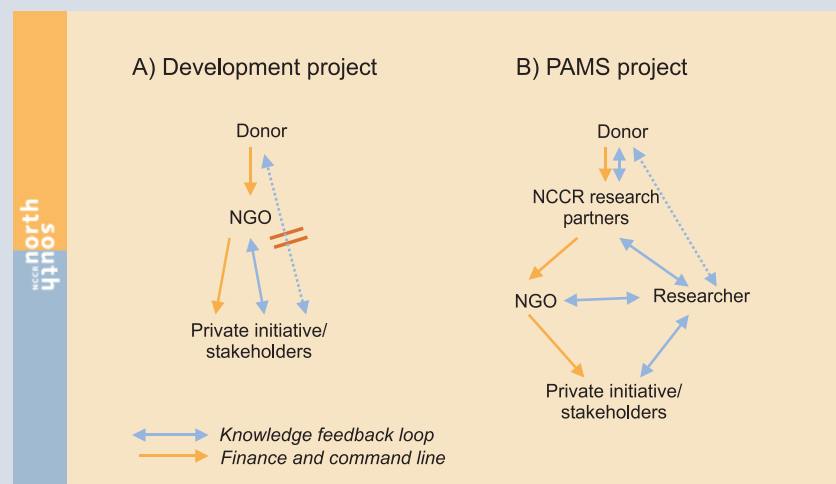 A) Development project
Donor
NGO
Private initiative/
stakeholders
B) PAMS project
Donor
NCCR research
partners
NGO
Researcher
Private initiative/
stakeholders
Knowledge feedback loop
Finance and command line
NCCR
north
south